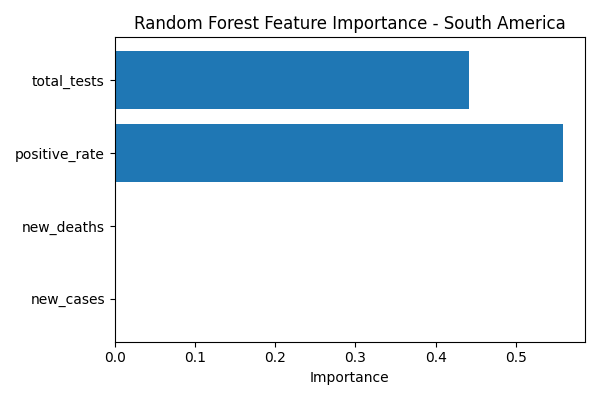 Random Forest Feature Importance - South America
total_tests
positive_rate
new_deaths
new_cases
0.0 0.1 0.2 0.3 0.4 0.5
Importance